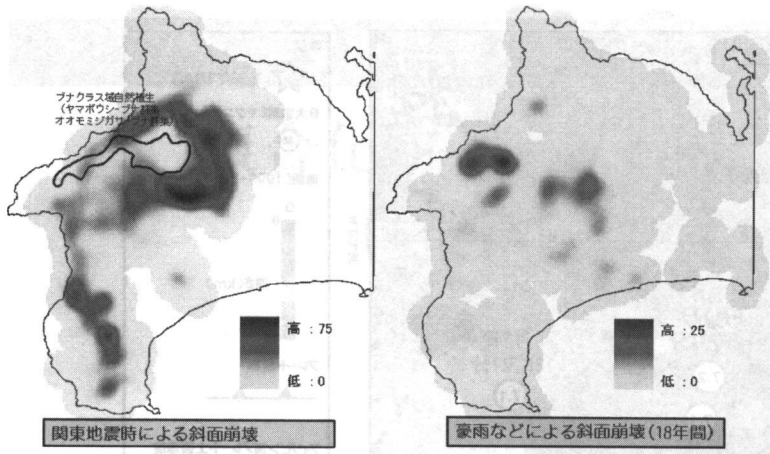 ブナクラス域自然植生
(ヤマボウシ-ブナ群集
オオモミジガサ-ブナ群集)
高:75
低:0
関東地震時による斜面崩壊
高:25
低:0
豪雨などによる斜面崩壊(18年間)